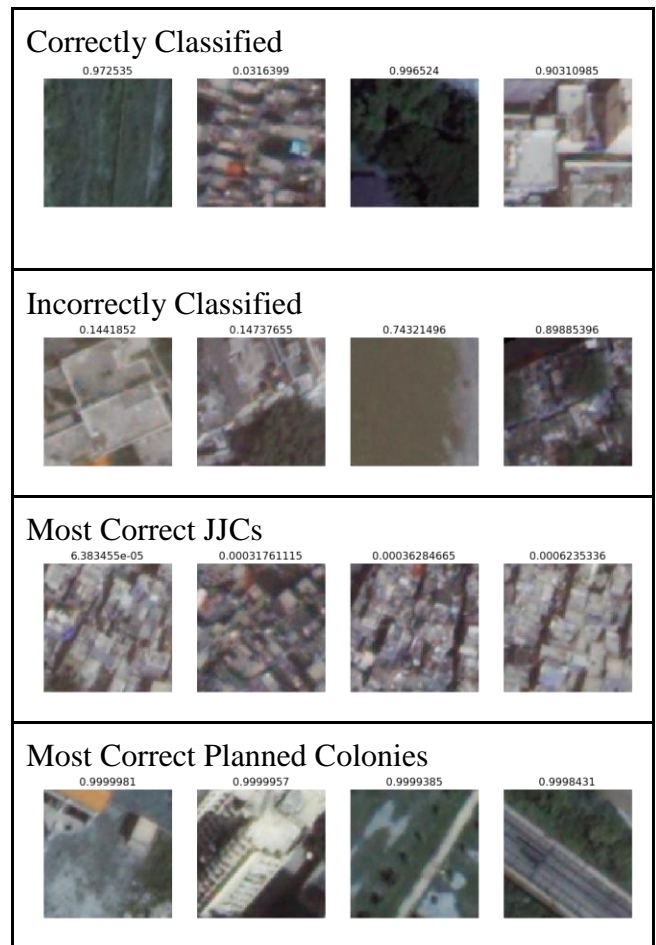 Correctly Classified
0.972535 0.0316399 0.996524 0.90310985
Incorrectly Classified
0.1441852 0.14737655 0.74321496 0.89885396
Most Correct JJCs
6.383455e-05 0.00031761115 0.00036284665 0.0006235336
Most Correct Planned Colonies
0.9999981 0.9999957 0.9999385 0.9998431